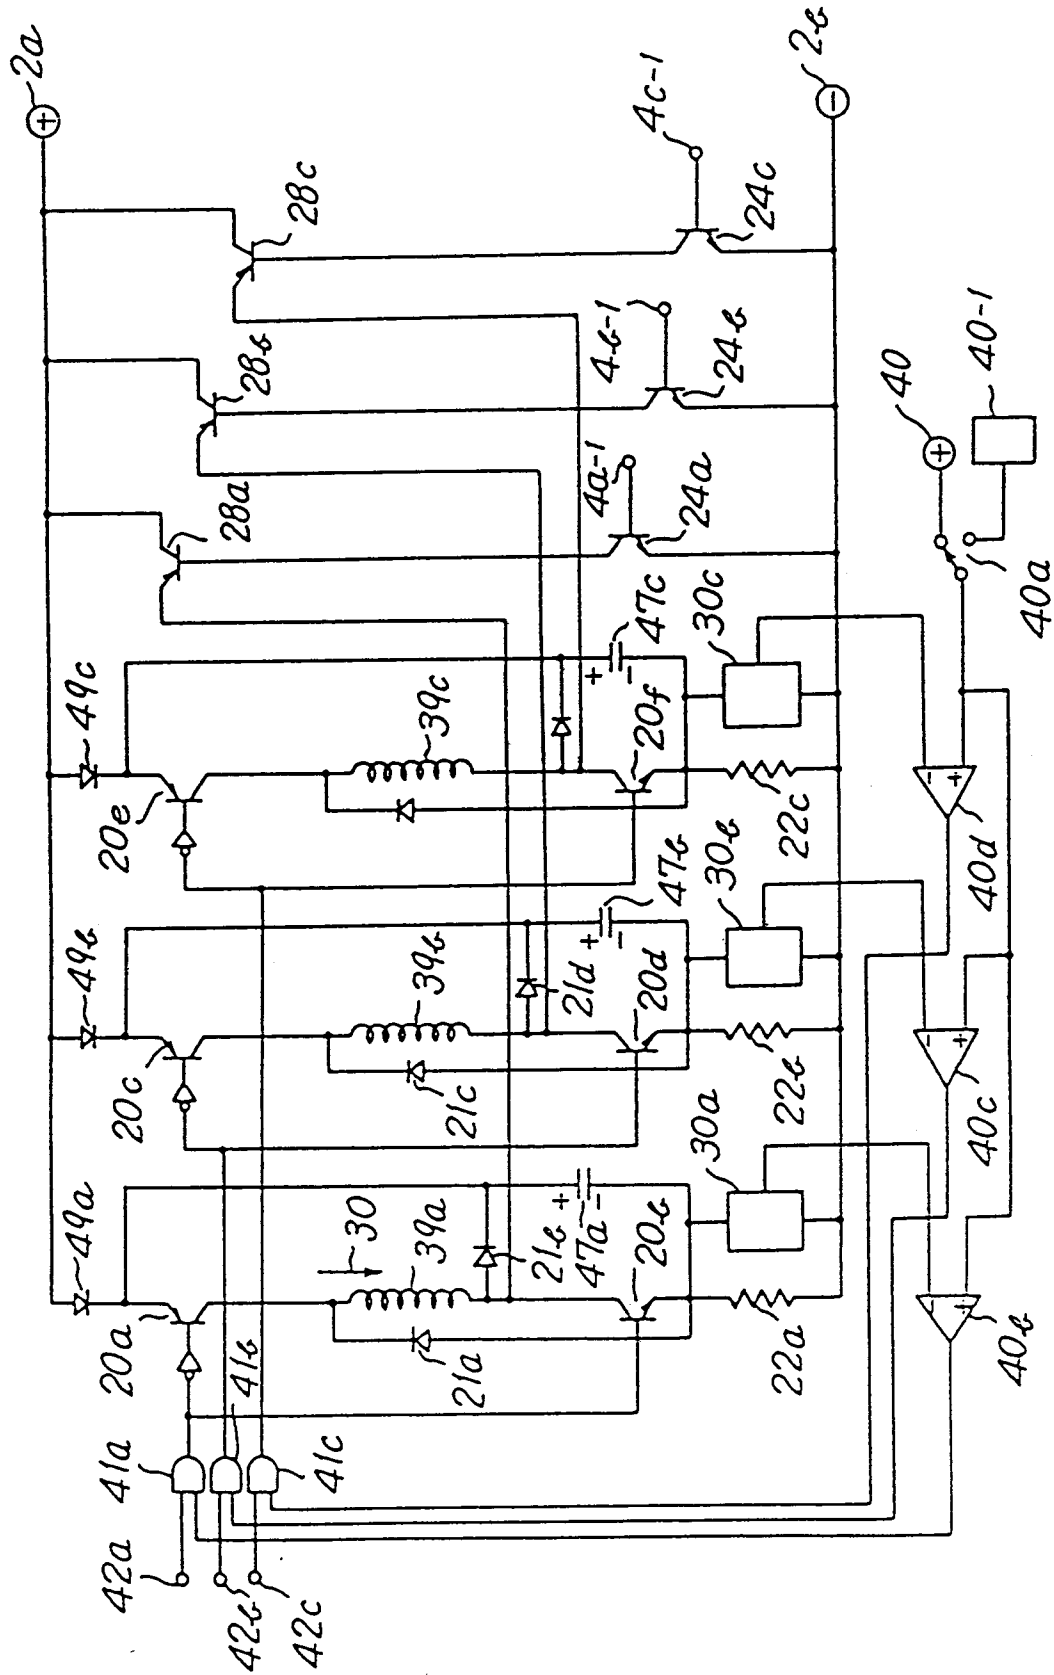 2a
28c
4c-1
24c
2b
28b
4b-1
24b
40
40-1
28a
4a-1
24a
40a
49c
20e
39c
47c
20f
30c
22c
40d
49b
20c
39b
47b
21d
20d
30b
21c
22b
40c
49a
20a
30
39a
21b
47a
20b
30a
21a
22a
40b
41a
41b
41c
42a
42b
42c
+
−
+
+
−
+
−
+
−
−
+
−
+
−
+